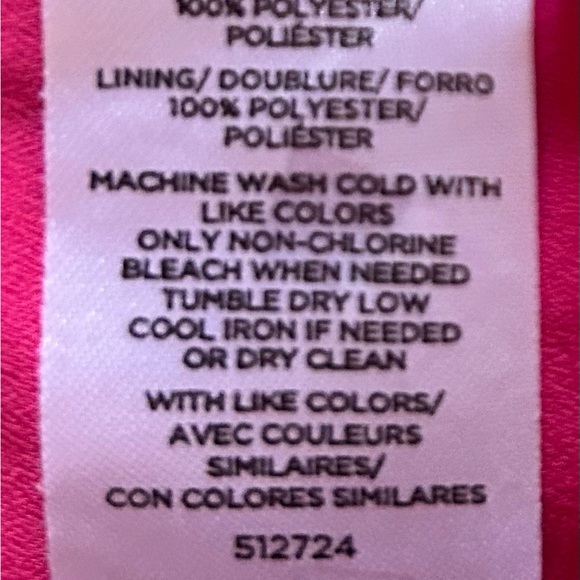 100% POLYESTER/
POLIÉSTER
LINING/ DOUBLURE/ FORRO
100% POLYESTER/
POLIÉSTER
MACHINE WASH COLD WITH
LIKE COLORS
ONLY NON-CHLORINE
BLEACH WHEN NEEDED
TUMBLE DRY LOW
COOL IRON IF NEEDED
OR DRY CLEAN
WITH LIKE COLORS/
AVEC COULEURS
SIMILAIRES/
CON COLORES SIMILARES
512724